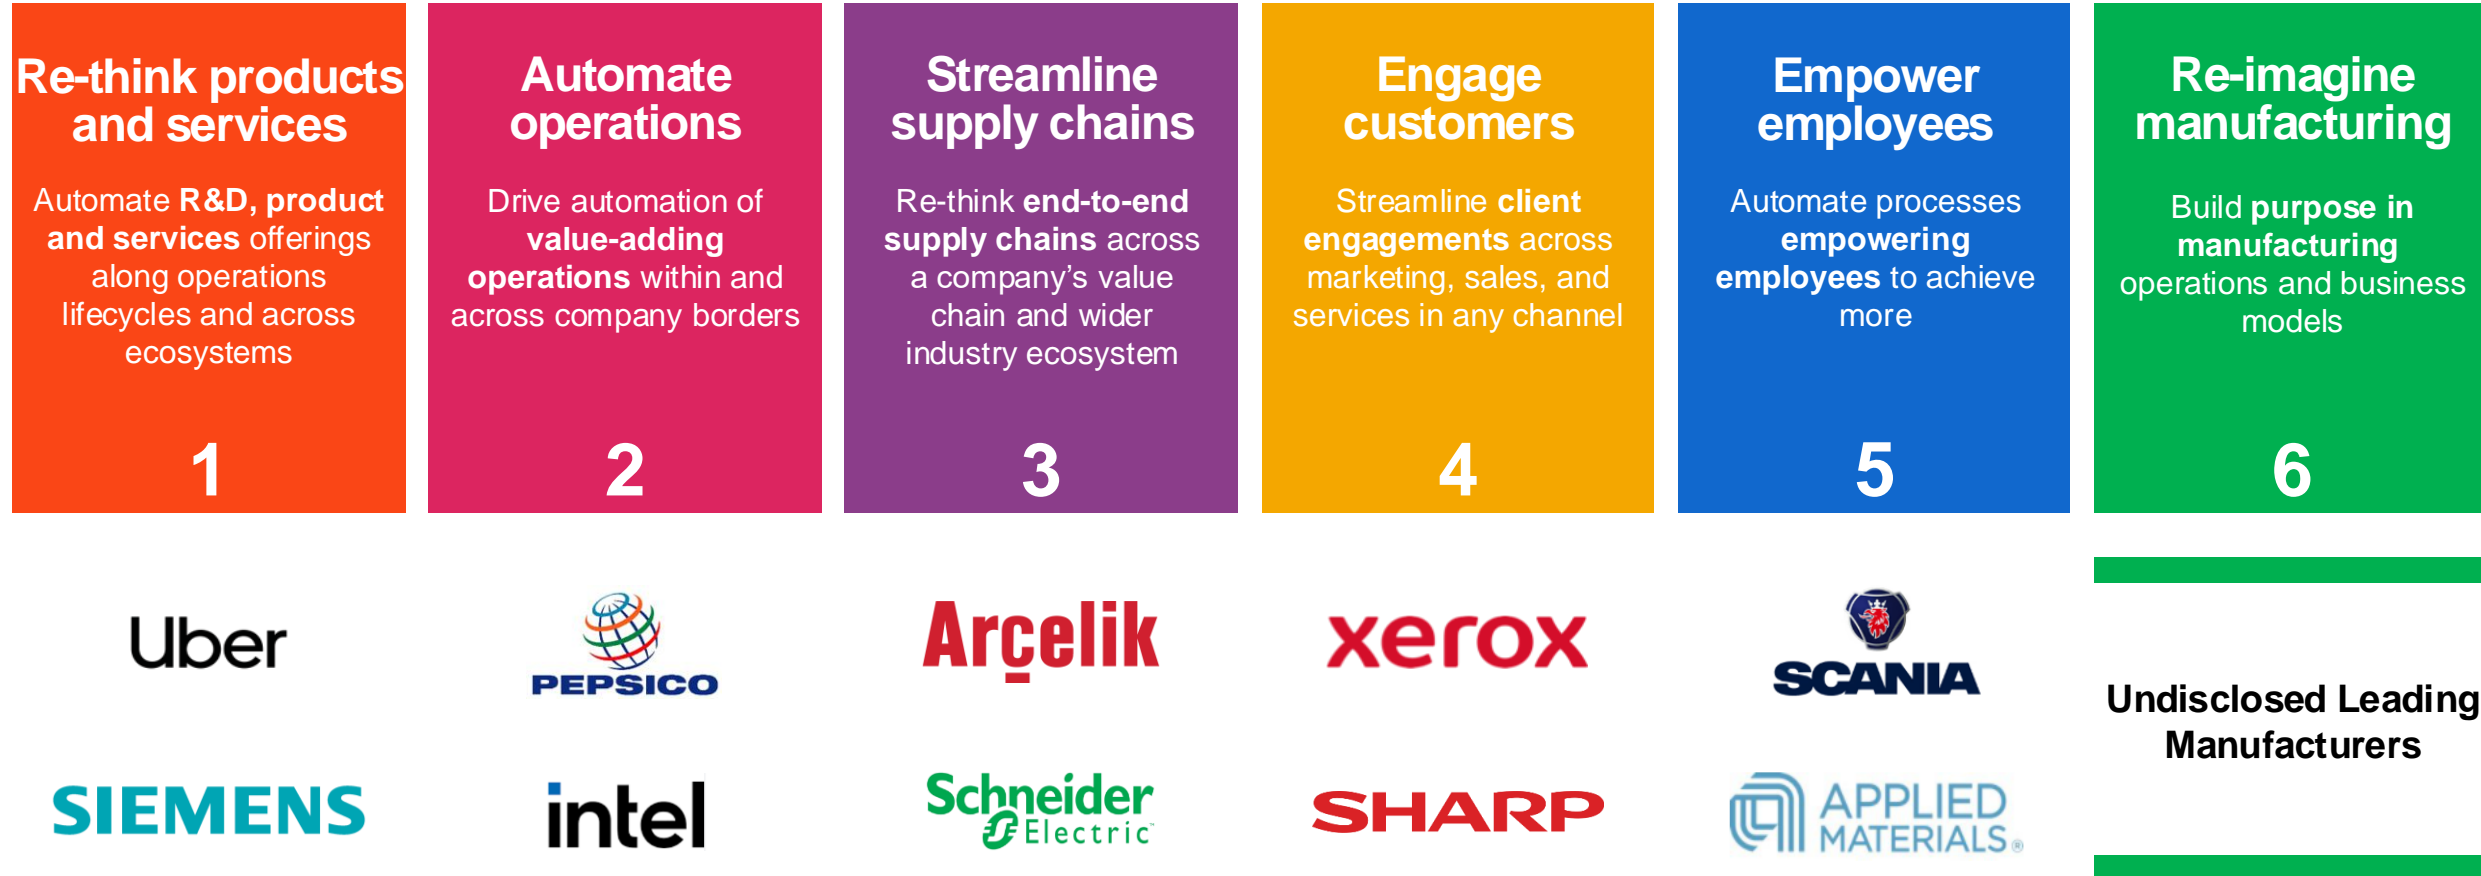 Re-think products
and services
Automate R&D, product
and services offerings
along operations
lifecycles and across
ecosystems
1
Automate
operations
Drive automation of
value-adding
operations within and
across company borders
2
Streamline
supply chains
Re-think end-to-end
supply chains across
a company’s value
chain and wider
industry ecosystem
3
Engage
customers
Streamline client
engagements across
marketing, sales, and
services in any channel
4
Empower
employees
Automate processes
empowering
employees to achieve
more
5
Re-imagine
manufacturing
Build purpose in
manufacturing
operations and business
models
6
Uber
SIEMENS
PEPSICO
intel
Arçelik
Schneider
Electric™
xerox
SHARP
SCANIA
APPLIED
MATERIALS®
Undisclosed Leading
Manufacturers